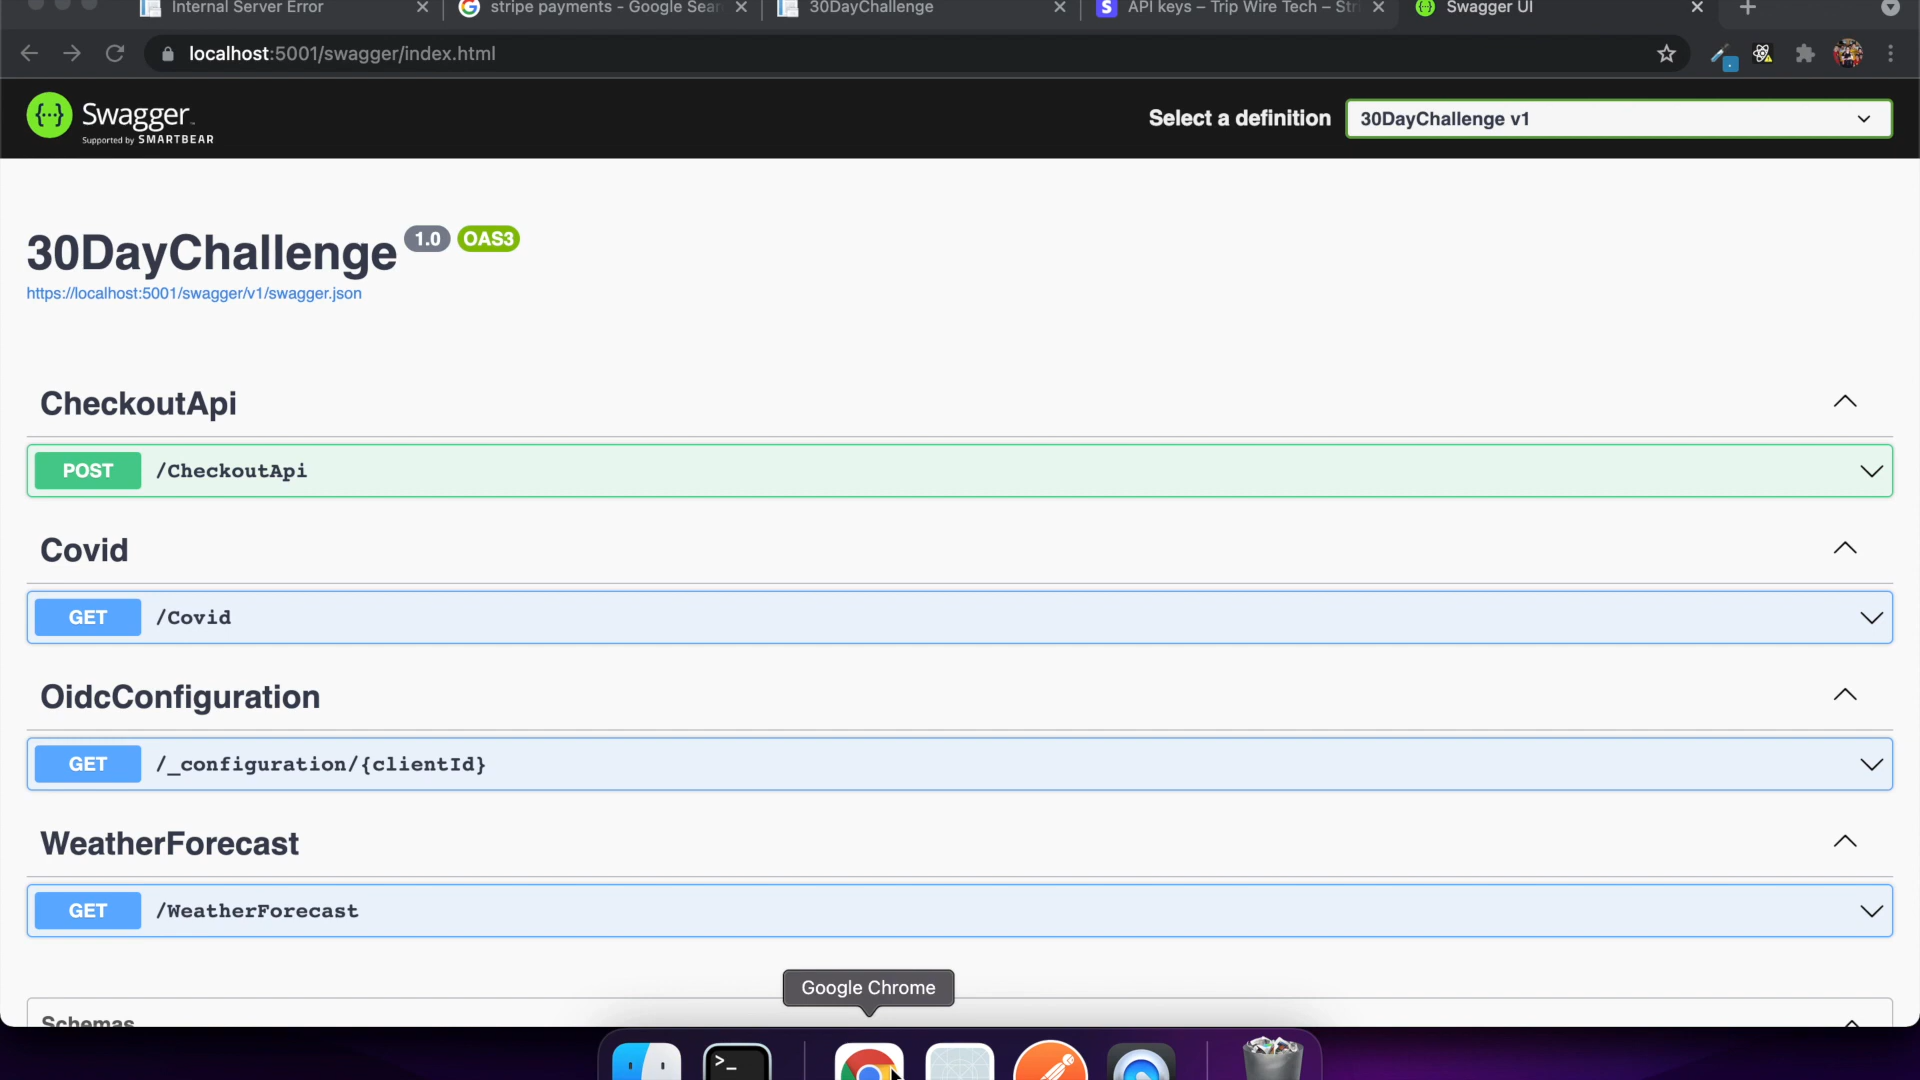 Internal Server Error
stripe payments - Google Sear
30DayChallenge
API keys – Trip Wire Tech – Stri
Swagger UI
localhost:5001/swagger/index.html
Swagger
Supported by SMARTBEAR
Select a definition
30DayChallenge v1
30DayChallenge 1.0 OAS3
https://localhost:5001/swagger/v1/swagger.json
CheckoutApi
POST /CheckoutApi
Covid
GET /Covid
OidcConfiguration
GET /_configuration/{clientId}
WeatherForecast
GET /WeatherForecast
Google Chrome
Schemas